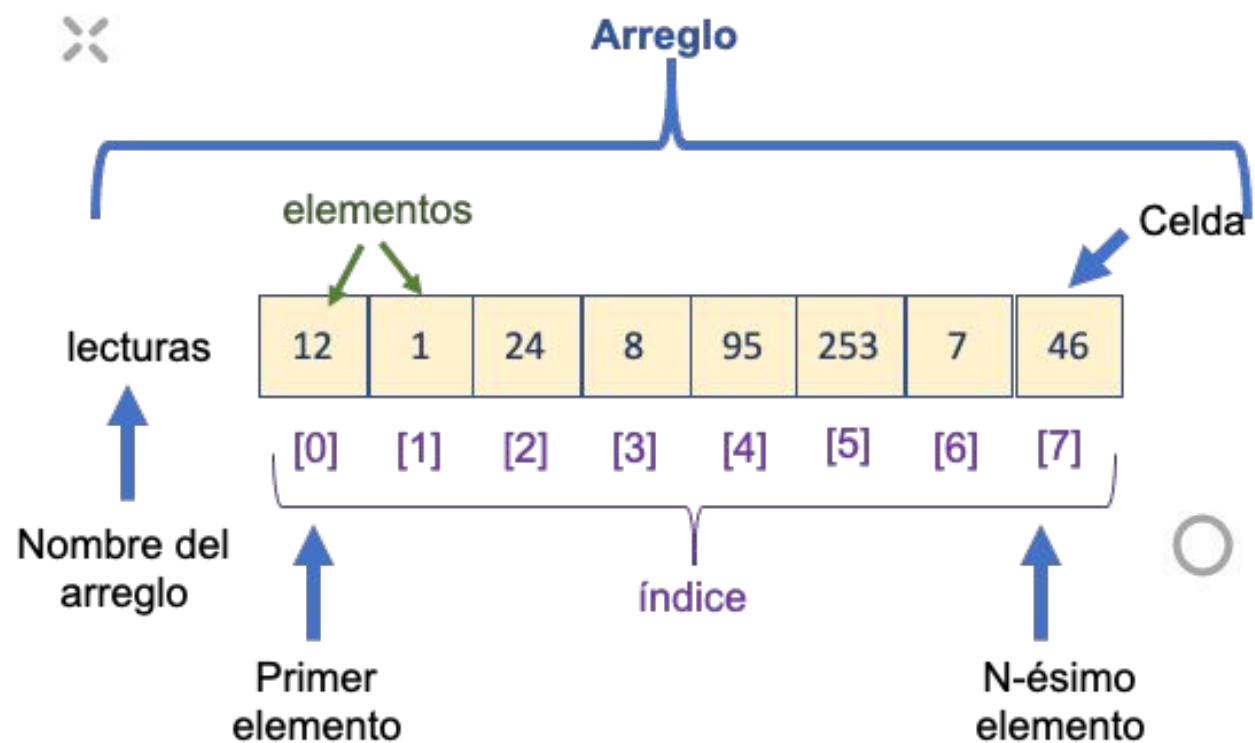 Arreglo
elementos
Celda
lecturas 12 1 24 8 95 253 7 46
[0] [1] [2] [3] [4] [5] [6] [7]
Nombre del
arreglo
índice
Primer
elemento
N-ésimo
elemento